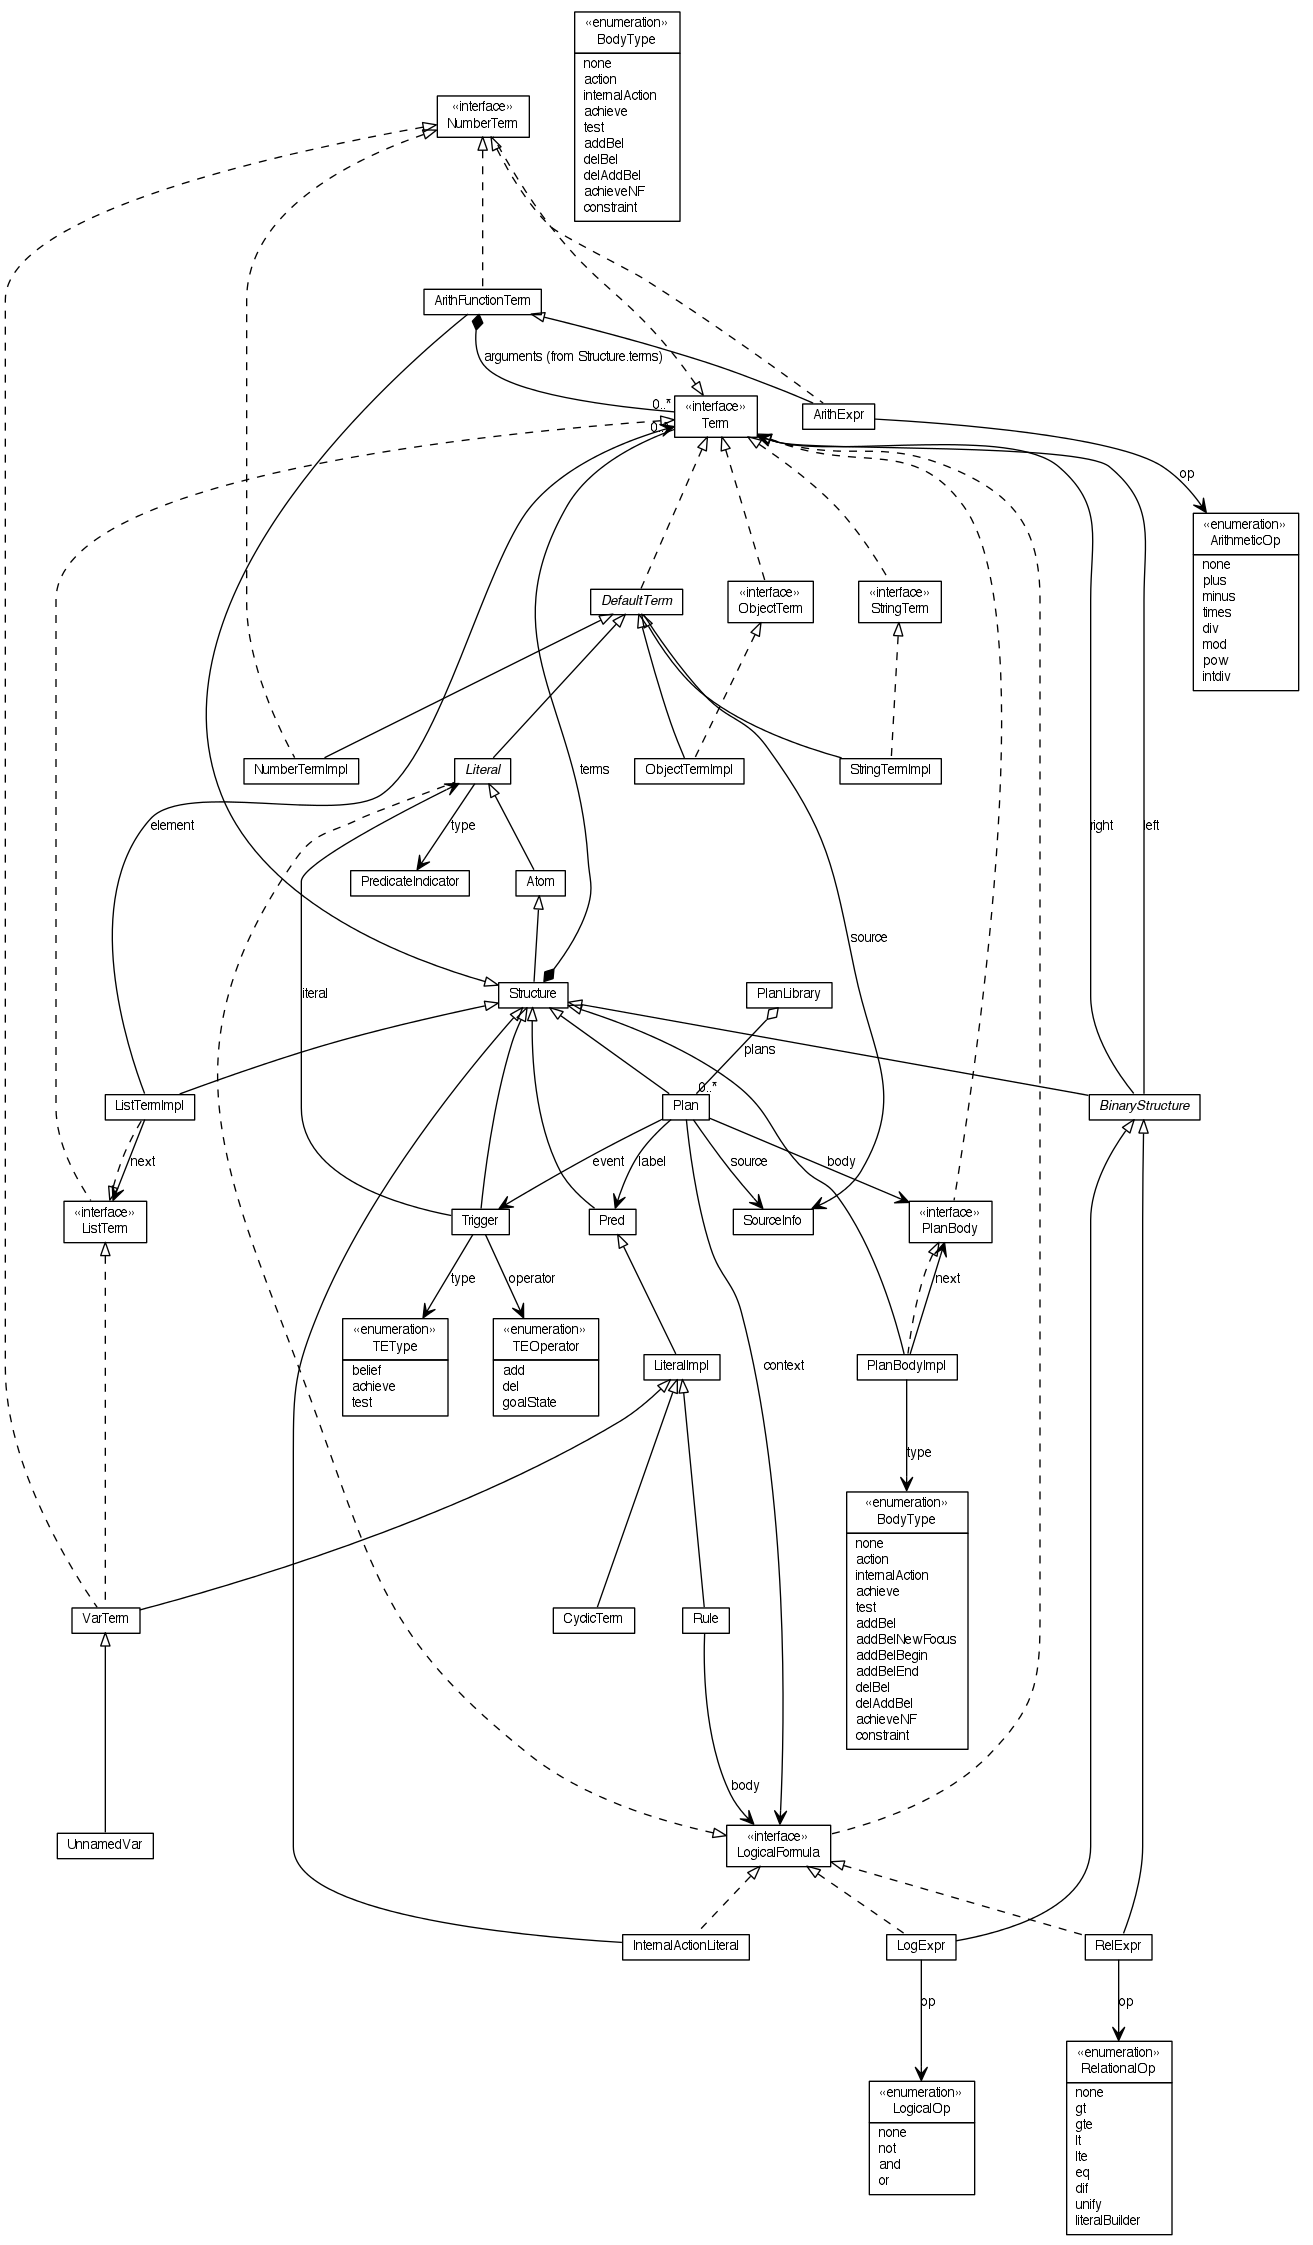 «enumeration»
BodyType
none
action
internalAction
achieve
test
addBel
delBel
delAddBel
achieveNF
constraint
«interface»
NumberTerm
ArithFunctionTerm
arguments (from Structure.terms)
0..*
«interface»
Term
ArithExpr
op
«enumeration»
ArithmeticOp
none
plus
minus
times
div
mod
pow
intdiv
DefaultTerm
«interface»
ObjectTerm
«interface»
StringTerm
NumberTermImpl
Literal
terms
ObjectTermImpl
StringTermImpl
element
type
right
left
PredicateIndicator
Atom
source
literal
Structure
PlanLibrary
plans
0..*
ListTermImpl
Plan
BinaryStructure
next
event
label
source
body
«interface»
ListTerm
Trigger
Pred
SourceInfo
«interface»
PlanBody
type
operator
next
«enumeration»
TEType
belief
achieve
test
«enumeration»
TEOperator
add
del
goalState
LiteralImpl
context
PlanBodyImpl
type
«enumeration»
BodyType
none
action
internalAction
achieve
test
addBel
addBelNewFocus
addBelBegin
addBelEnd
delBel
delAddBel
achieveNF
constraint
VarTerm
CyclicTerm
Rule
body
UnnamedVar
«interface»
LogicalFormula
InternalActionLiteral
LogExpr
RelExpr
op
op
«enumeration»
LogicalOp
none
not
and
or
«enumeration»
RelationalOp
none
gt
gte
lt
lte
eq
dif
unify
literalBuilder